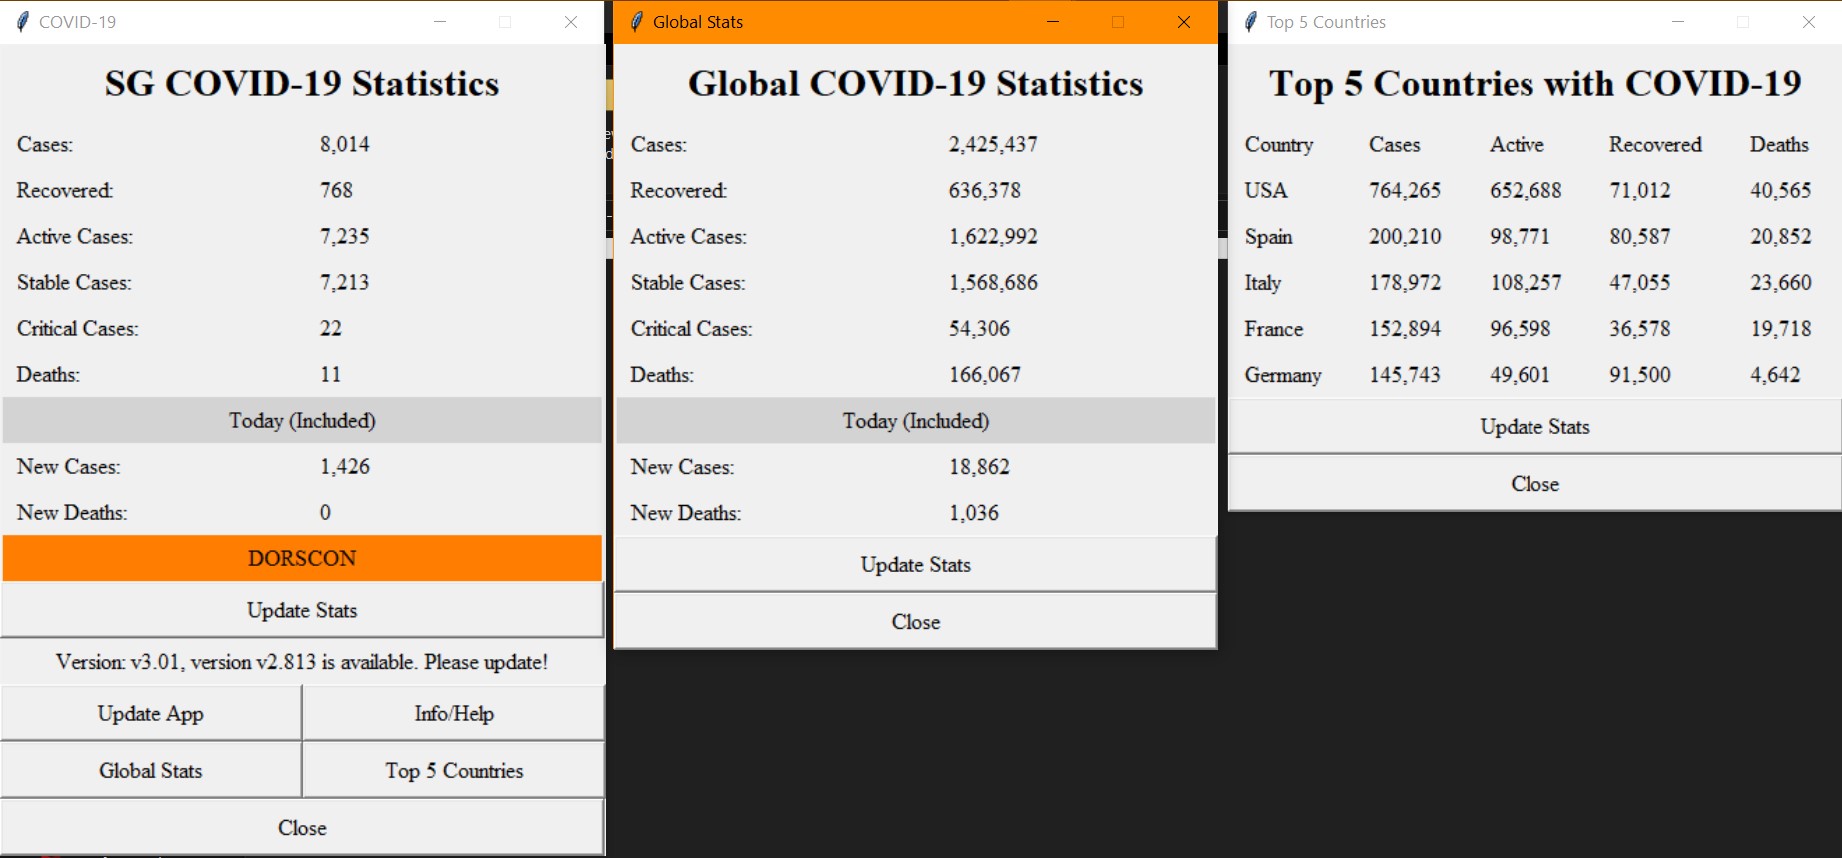 COVID-19
SG COVID-19 Statistics
Cases: 8,014
Recovered: 768
Active Cases: 7,235
Stable Cases: 7,213
Critical Cases: 22
Deaths: 11
Today (Included)
New Cases: 1,426
New Deaths: 0
DORSCON
Update Stats
Version: v3.01, version v2.813 is available. Please update!
Update App Info/Help
Global Stats Top 5 Countries
Close
Global Stats
Global COVID-19 Statistics
Cases: 2,425,437
Recovered: 636,378
Active Cases: 1,622,992
Stable Cases: 1,568,686
Critical Cases: 54,306
Deaths: 166,067
Today (Included)
New Cases: 18,862
New Deaths: 1,036
Update Stats
Close
Top 5 Countries
Top 5 Countries with COVID-19
Country Cases Active Recovered Deaths
USA 764,265 652,688 71,012 40,565
Spain 200,210 98,771 80,587 20,852
Italy 178,972 108,257 47,055 23,660
France 152,894 96,598 36,578 19,718
Germany 145,743 49,601 91,500 4,642
Update Stats
Close